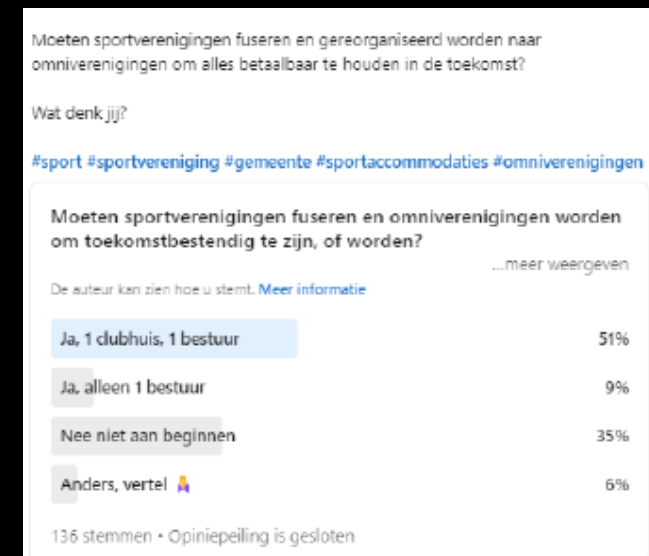 Moeten sportverenigingen fuseren en gereorganiseerd worden naar
omniverenigingen om alles betaalbaar te houden in de toekomst?
Wat denk jij?
#sport #sportvereniging #gemeente #sportaccommodaties #omniverenigingen
Moeten sportverenigingen fuseren en omniverenigingen worden
om toekomstbestendig te zijn, of worden?
...meer weergeven
De auteur kan zien hoe u stemt. Meer informatie
Ja, 1 clubhuis, 1 bestuur 51%
Ja, alleen 1 bestuur 9%
Nee niet aan beginnen 35%
Anders, vertel 6%
136 stemmen • Opiniepeiling is gesloten